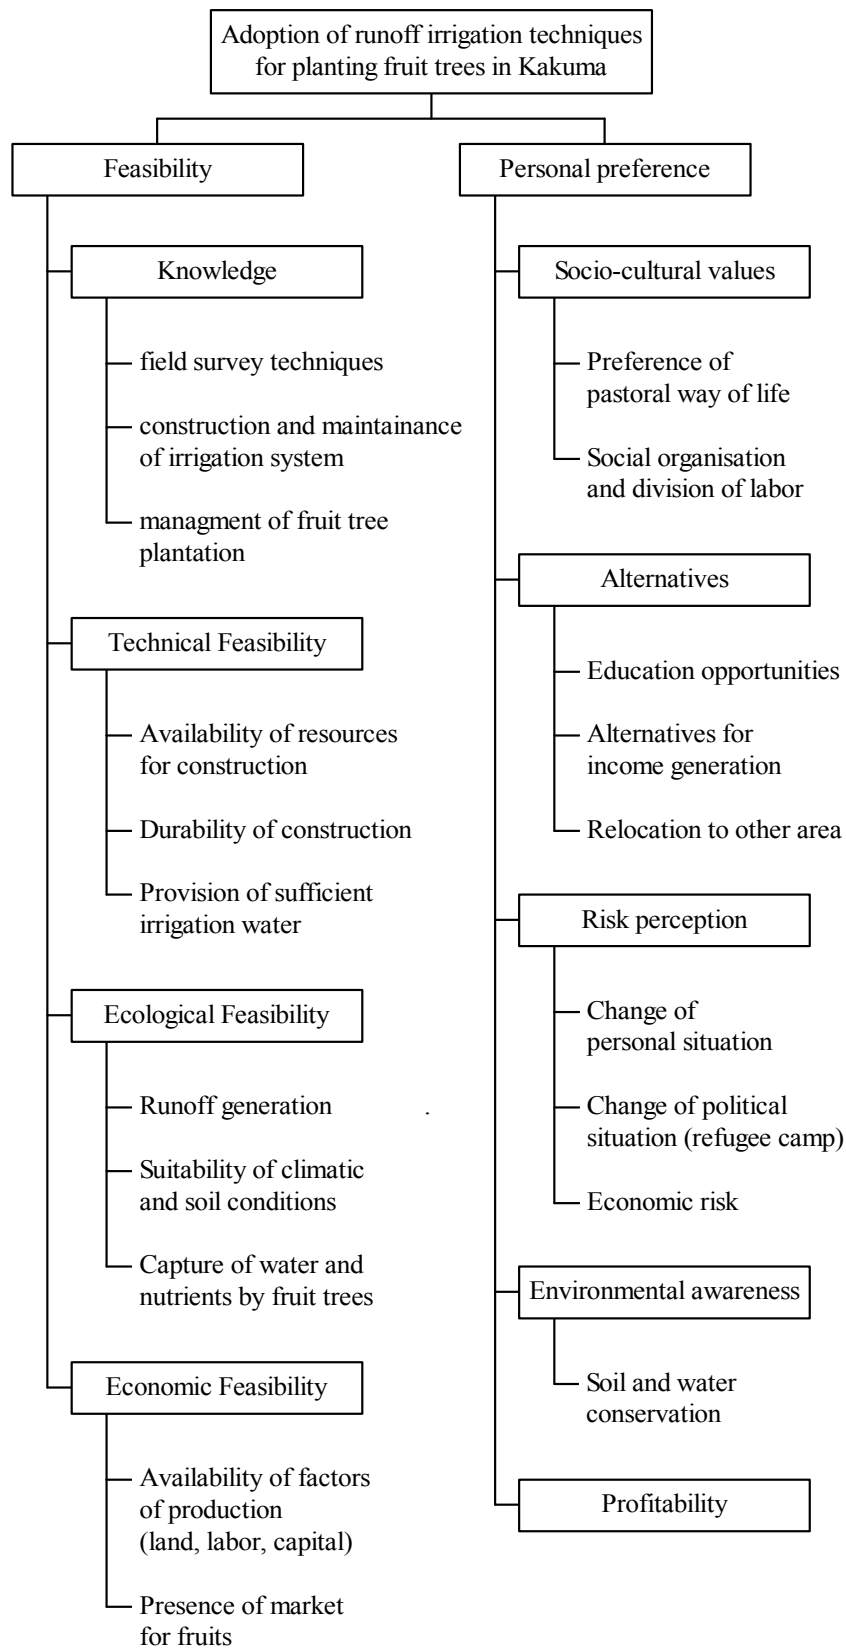 Adoption of runoff irrigation techniques
for planting fruit trees in Kakuma
Feasibility
Knowledge
field survey techniques
construction and maintainance
of irrigation system
managment of fruit tree
plantation
Technical Feasibility
Availability of resources
for construction
Durability of construction
Provision of sufficient
irrigation water
Ecological Feasibility
Runoff generation
Suitability of climatic
and soil conditions
Capture of water and
nutrients by fruit trees
Economic Feasibility
Availability of factors
of production
(land, labor, capital)
Presence of market
for fruits
Personal preference
Socio-cultural values
Preference of
pastoral way of life
Social organisation
and division of labor
Alternatives
Education opportunities
Alternatives for
income generation
Relocation to other area
Risk perception
Change of
personal situation
Change of political
situation (refugee camp)
Economic risk
Environmental awareness
Soil and water
conservation
Profitability